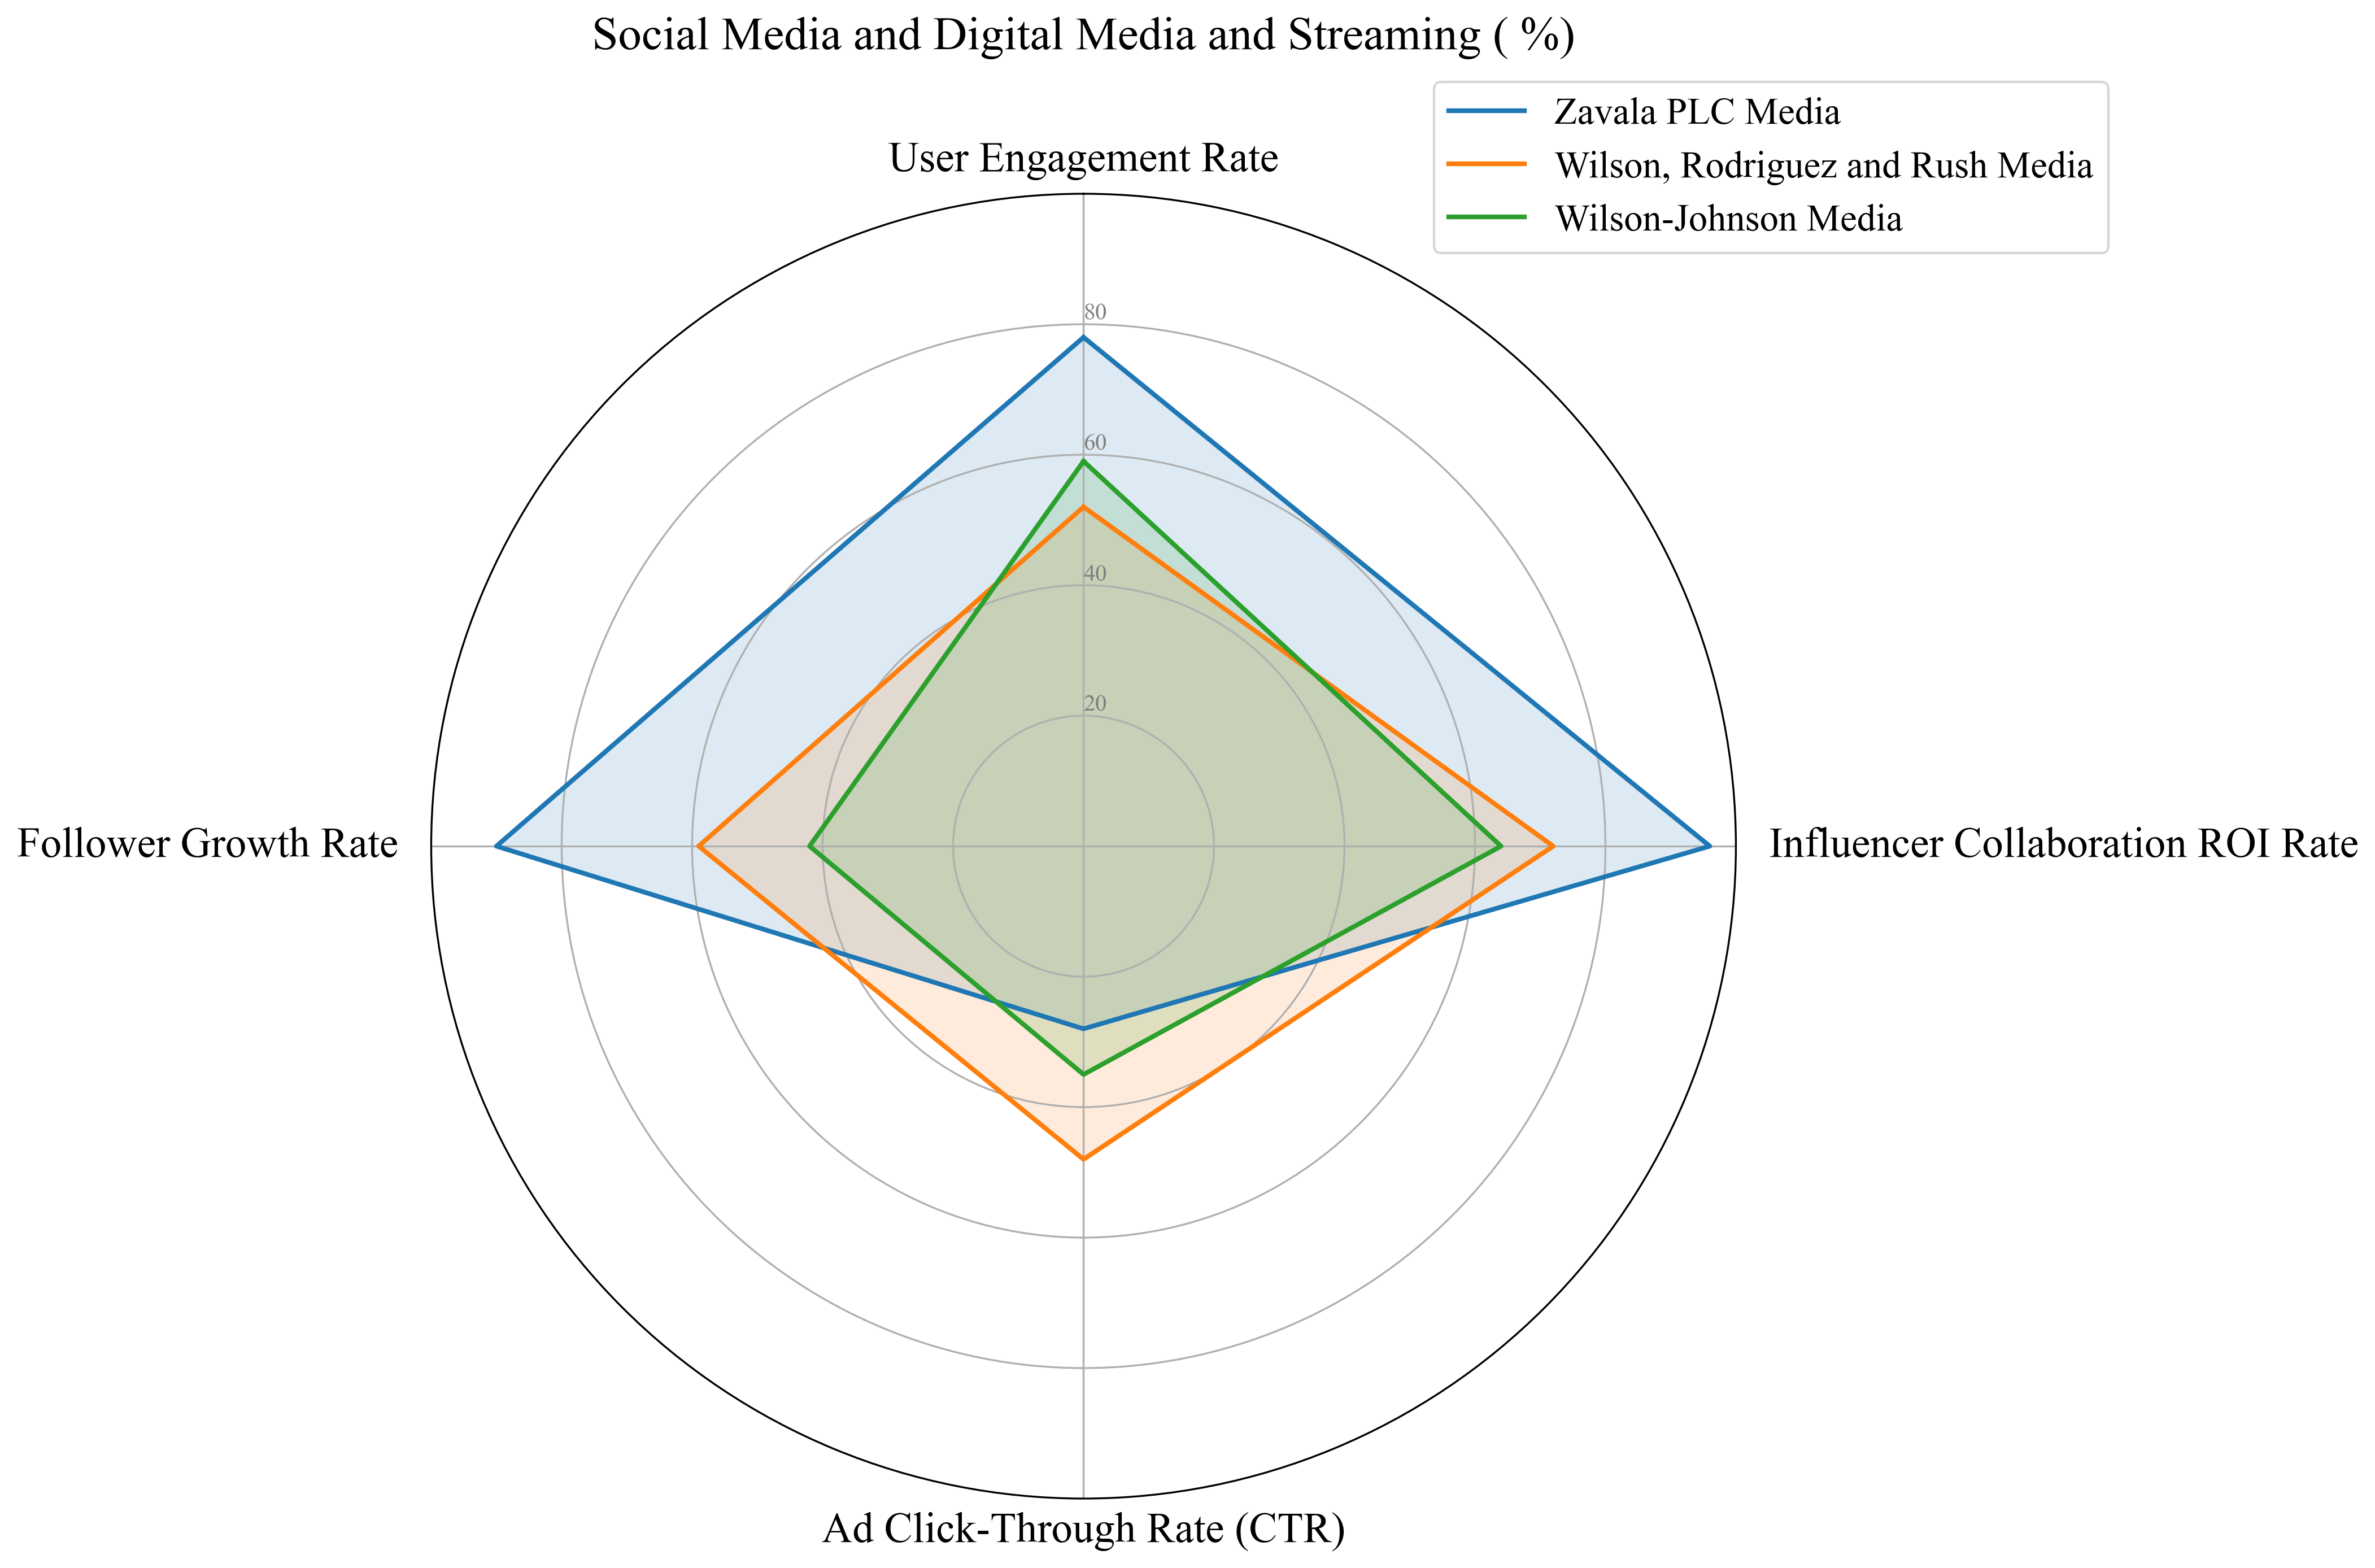 Social Media and Digital Media and Streaming ( %)
Zavala PLC Media
Wilson, Rodriguez and Rush Media
Wilson-Johnson Media
User Engagement Rate
80
60
40
20
Follower Growth Rate
Influencer Collaboration ROI Rate
Ad Click-Through Rate (CTR)